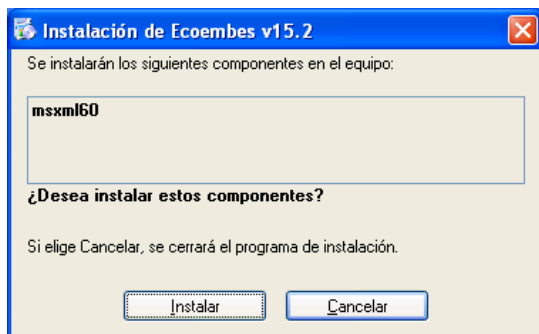 Instalación de Ecoembes v15.2
Se instalarán los siguientes componentes en el equipo:
msxml60
¿Desea instalar estos componentes?
Si elige Cancelar, se cerrará el programa de instalación.
Instalar
Cancelar